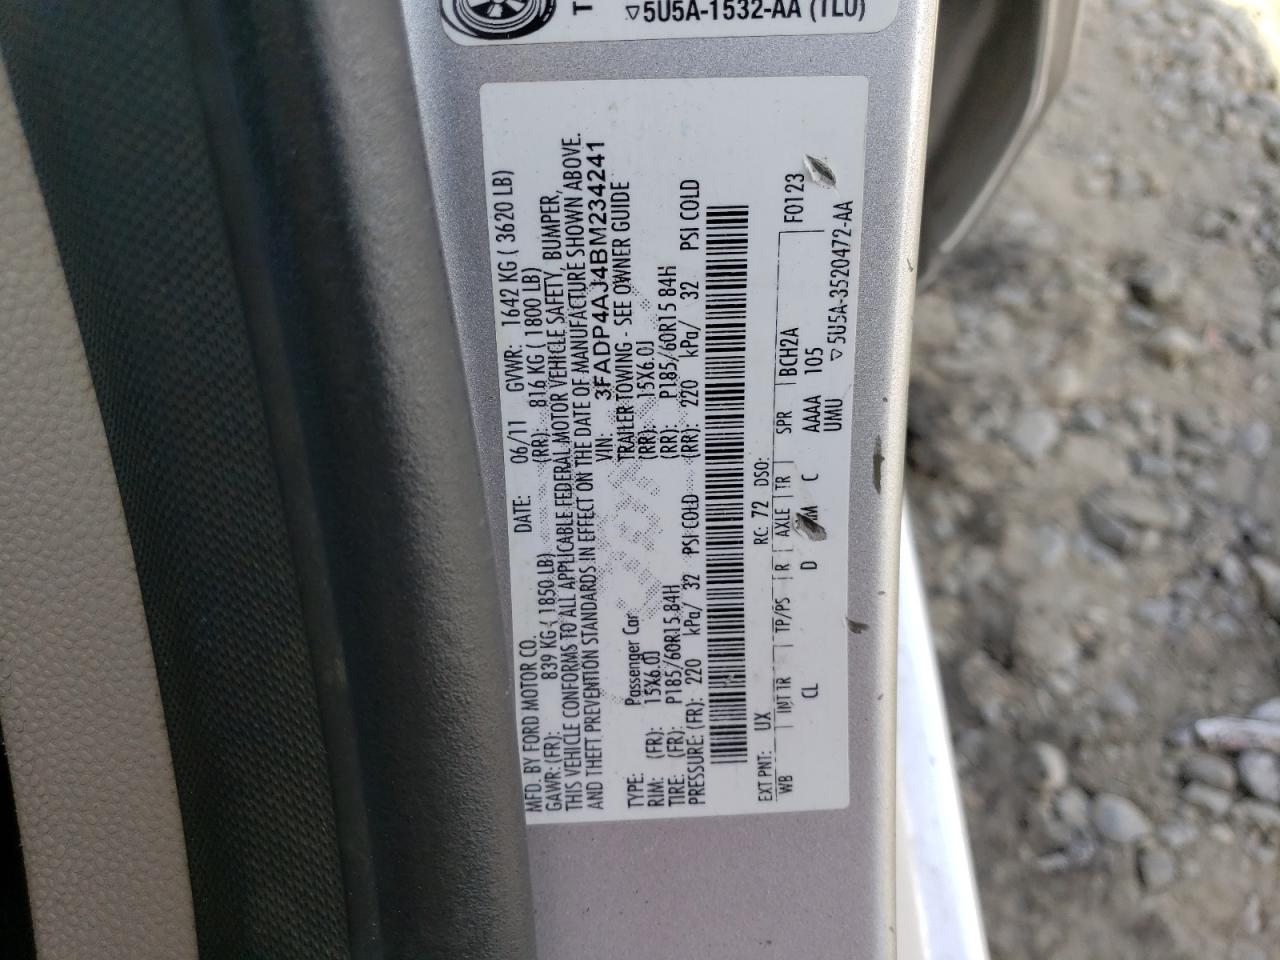 5U5A-1532-AA (TL0)
MFD. BY FORD MOTOR CO.
DATE: 06/11 GVWR: 1642 KG ( 3620 LB)
GAWR: (FR): 839 KG ( 1850 LB) (RR): 816 KG ( 1800 LB)
THIS VEHICLE CONFORMS TO ALL APPLICABLE FEDERAL MOTOR VEHICLE SAFETY, BUMPER,
AND THEFT PREVENTION STANDARDS IN EFFECT ON THE DATE OF MANUFACTURE SHOWN ABOVE.
VIN: 3FADP4AJ4BM234241
TYPE: Passenger Car TRAILER TOWING - SEE OWNER GUIDE
RIM: (FR): 15X6.0J (RR): 15X6.0J
TIRE: (FR): P185/60R15 84H (RR): P185/60R15 84H
PRESSURE: (FR): 220 kPa/ 32 PSI COLD (RR): 220 kPa/ 32 PSI COLD
EXT PNT: UX RC: 72 DSO:
WB INT TR TP/PS R AXLE TR SPR BCH2A F0123
CL D C AAAA 105
UMU
5U5A-3520472-AA